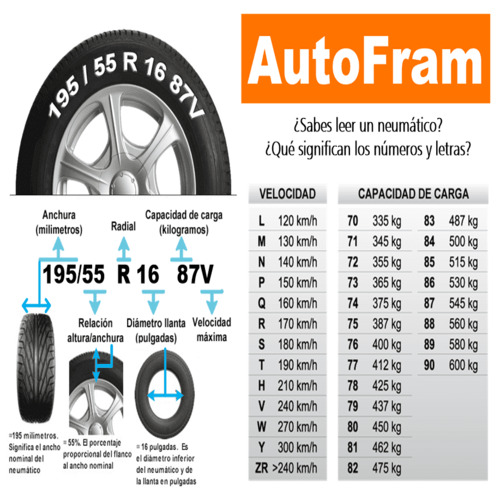 195 / 55 R 16 87V
AutoFram
¿Sabes leer un neumático?
¿Qué significan los números y letras?
Anchura
(milimetros)
Radial
Capacidad de carga
(kilogramos)
195/55 R 16 87V
Relación
altura/anchura
Diámetro llanta
(pulgadas)
Velocidad
máxima
=195 milimetros.
Significa el ancho
nominal del
neumático
= 55%. El porcentaje
proporcional del flanco
al ancho nominal
= 16 pulgadas. Es
el diámetro inferior
del neumático y de
la llanta en pulgadas
VELOCIDAD
L 120 km/h
M 130 km/h
N 140 km/h
P 150 km/h
Q 160 km/h
R 170 km/h
S 180 km/h
T 190 km/h
H 210 km/h
V 240 km/h
W 270 km/h
Y 300 km/h
ZR >240 km/h
CAPACIDAD DE CARGA
70 335 kg 83 487 kg
71 345 kg 84 500 kg
72 355 kg 85 515 kg
73 365 kg 86 530 kg
74 375 kg 87 545 kg
75 387 kg 88 560 kg
76 400 kg 89 580 kg
77 412 kg 90 600 kg
78 425 kg
79 437 kg
80 450 kg
81 462 kg
82 475 kg